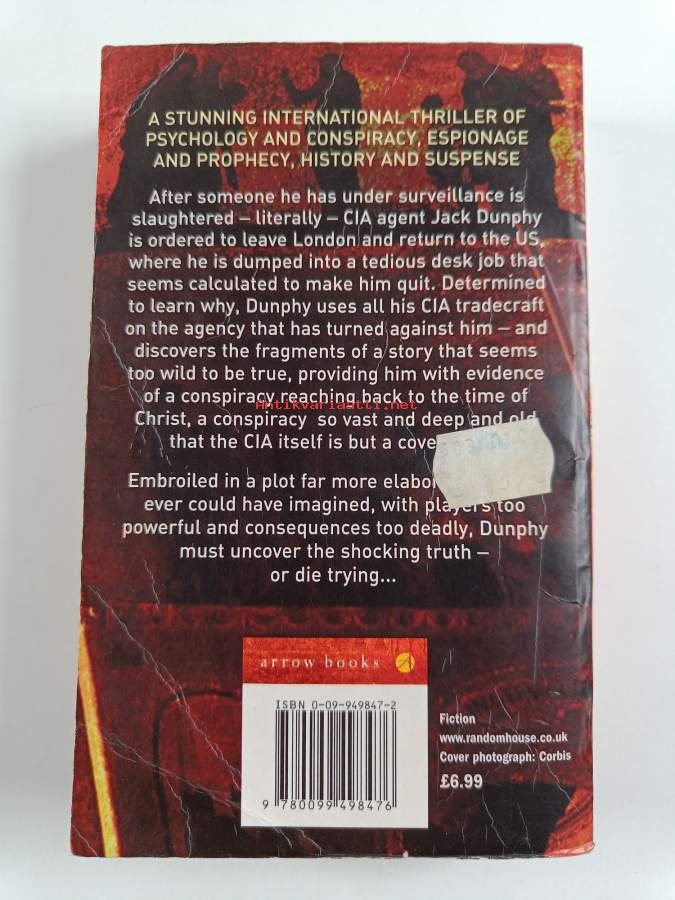 A STUNNING INTERNATIONAL THRILLER OF
PSYCHOLOGY AND CONSPIRACY, ESPIONAGE
AND PROPHECY, HISTORY AND SUSPENSE
After someone he has under surveillance is
slaughtered – literally – CIA agent Jack Dunphy
is ordered to leave London and return to the US,
where he is dumped into a tedious desk job that
seems calculated to make him quit. Determined
to learn why, Dunphy uses all his CIA tradecraft
on the agency that has turned against him – and
discovers the fragments of a story that seems
too wild to be true, providing him with evidence
of a conspiracy reaching back to the time of
Antikvariaatti.net
Christ, a conspiracy so vast and deep and old
that the CIA itself is but a
Embroiled in a plot far more
ever could have imagined, with players too
powerful and consequences too deadly, Dunphy
must uncover the shocking truth –
or die trying...
arrow books
ISBN 0-09-949847-2
9 780099 498476
Fiction
www.randomhouse.co.uk
Cover photograph: Corbis
£6.99